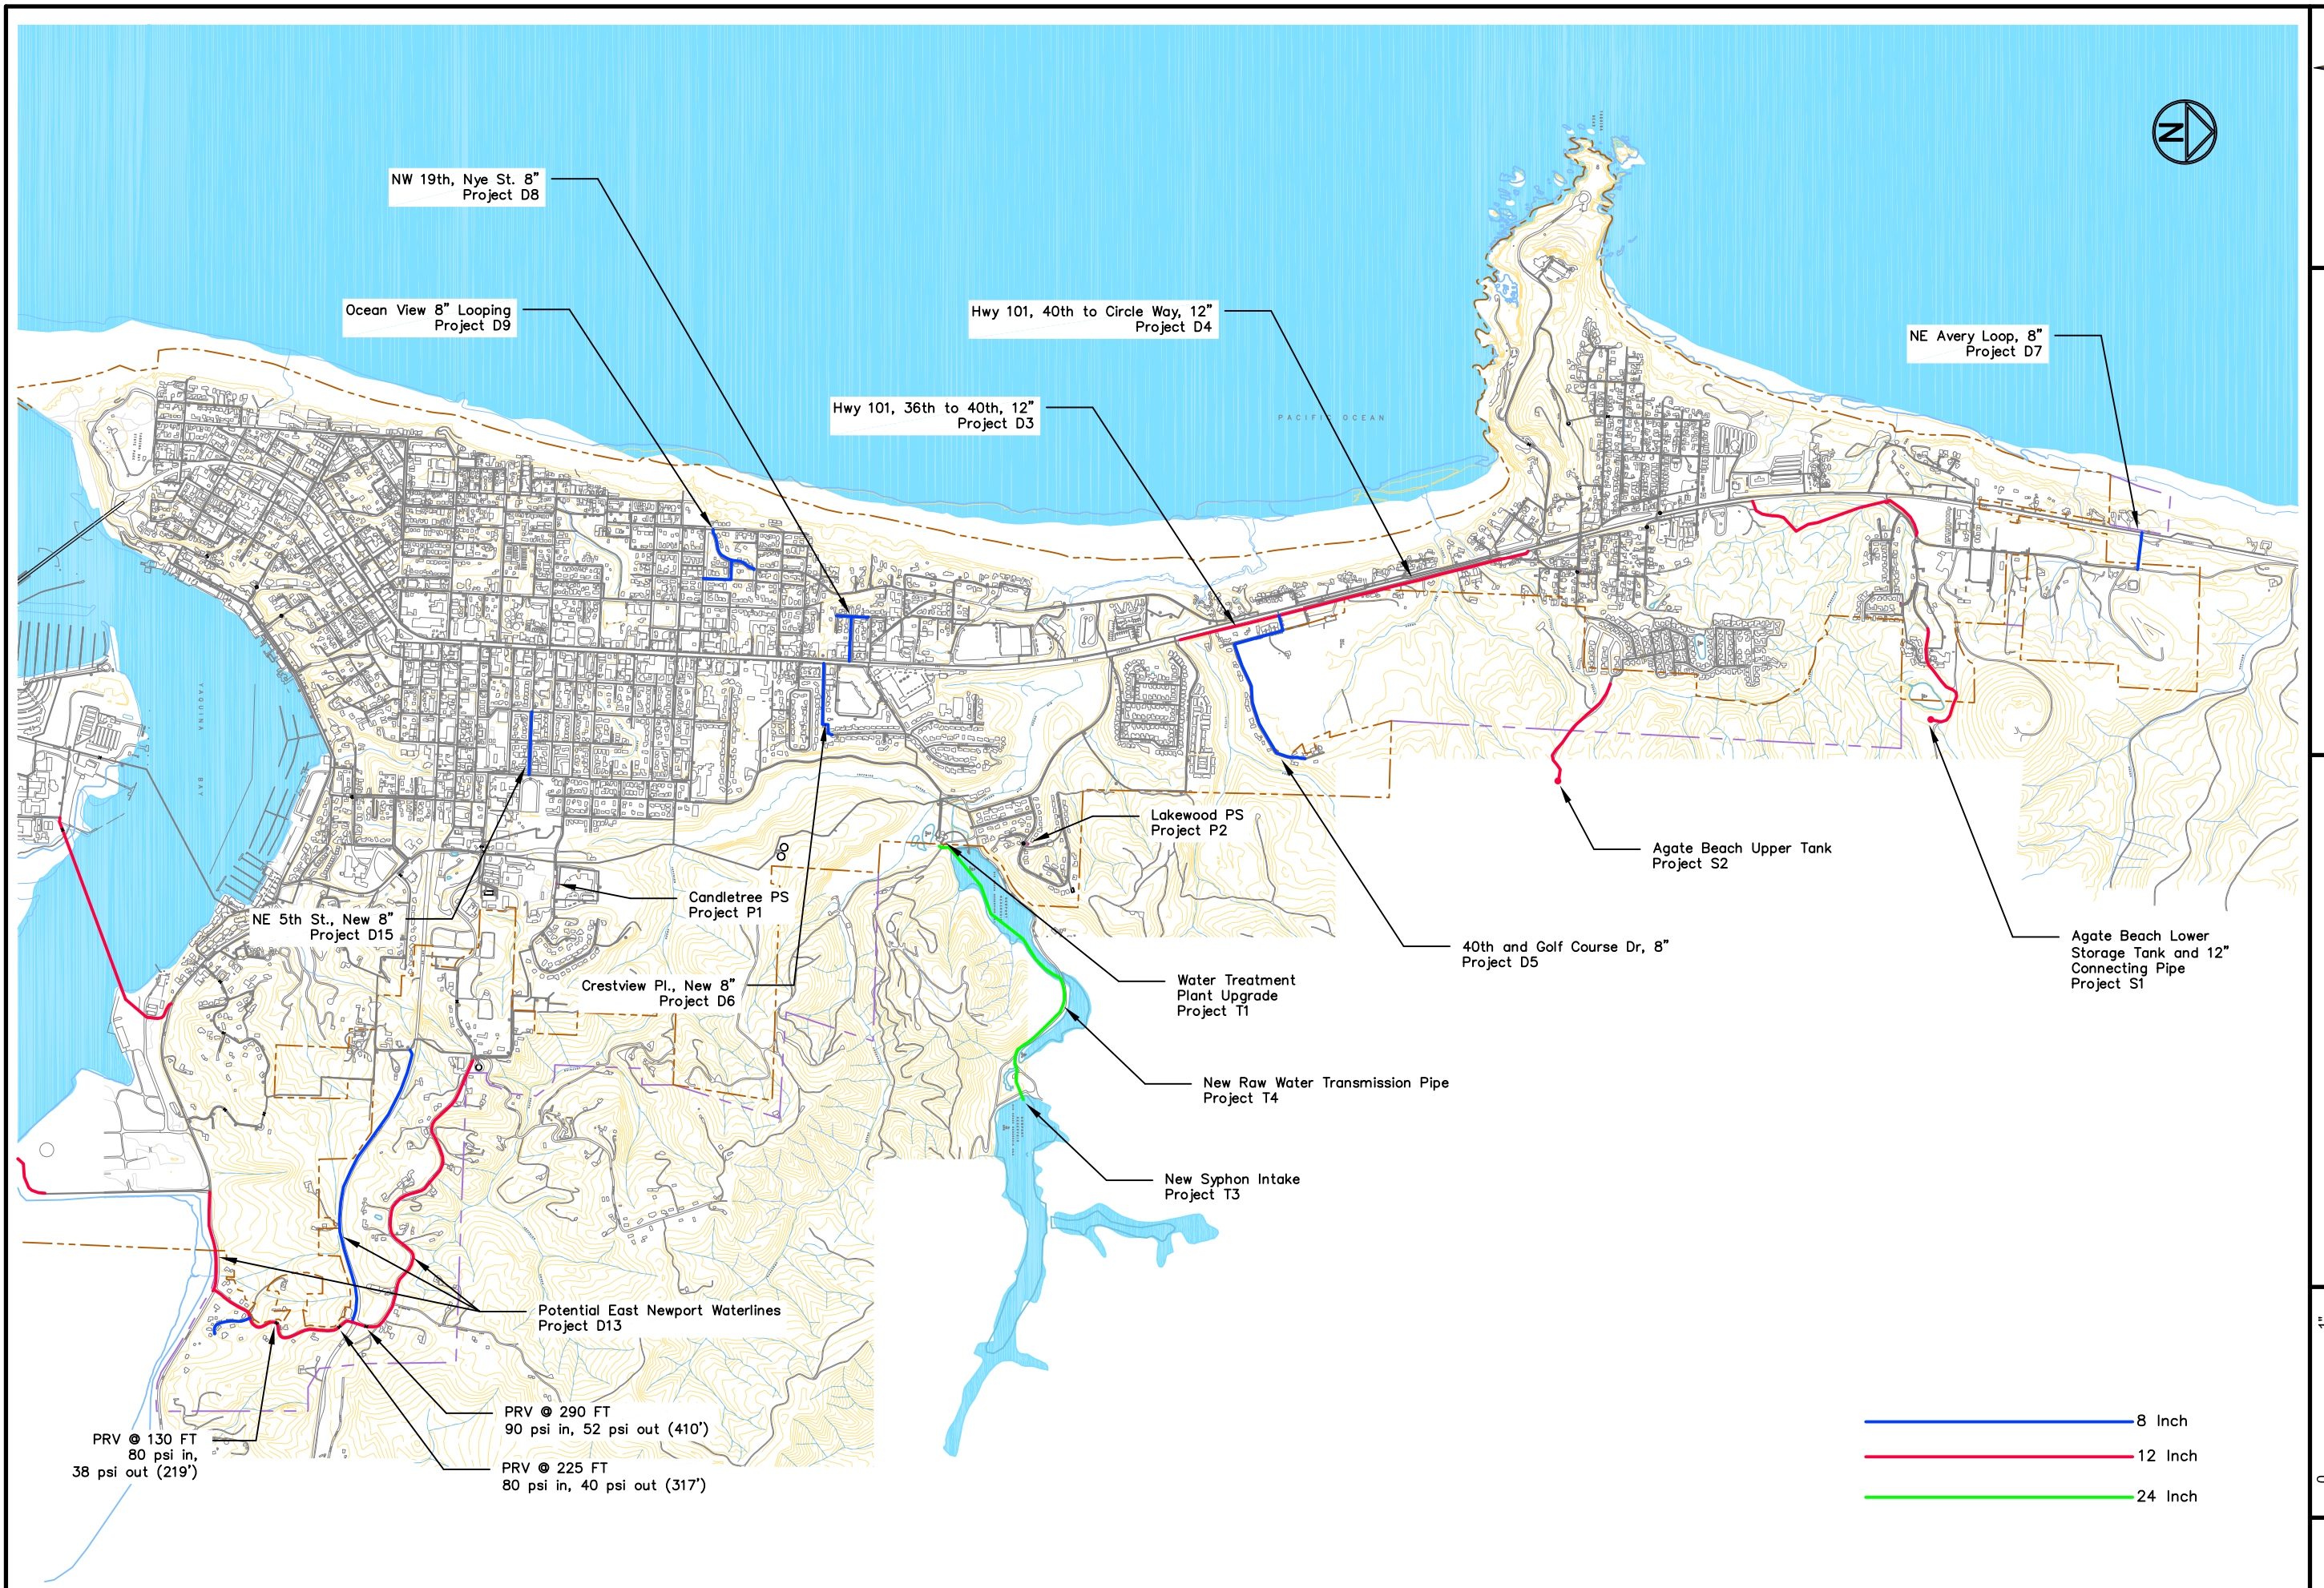 N
NW 19th, Nye St. 8"
Project D8
Ocean View 8" Looping
Project D9
Hwy 101, 40th to Circle Way, 12"
Project D4
NE Avery Loop, 8"
Project D7
Hwy 101, 36th to 40th, 12"
Project D3
PACIFIC OCEAN
YAQUINA BAY
Lakewood PS
Project P2
Agate Beach Upper Tank
Project S2
Candletree PS
Project P1
NE 5th St., New 8"
Project D15
40th and Golf Course Dr, 8"
Project D5
Agate Beach Lower
Storage Tank and 12"
Connecting Pipe
Project S1
Crestview Pl., New 8"
Project D6
Water Treatment
Plant Upgrade
Project T1
New Raw Water Transmission Pipe
Project T4
New Syphon Intake
Project T3
Potential East Newport Waterlines
Project D13
PRV @ 290 FT
90 psi in, 52 psi out (410')
PRV @ 130 FT
80 psi in,
38 psi out (219')
PRV @ 225 FT
80 psi in, 40 psi out (317')
8 Inch
12 Inch
24 Inch
1"
0